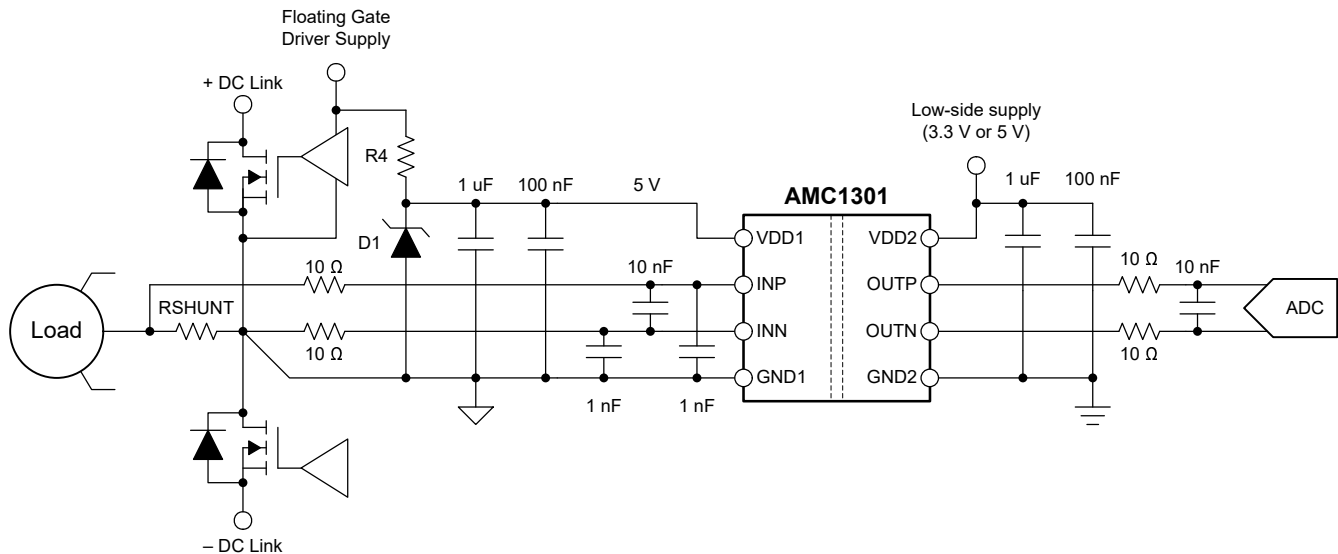 Floating Gate
Driver Supply
+ DC Link
Low-side supply
(3.3 V or 5 V)
R4
1 uF
100 nF
5 V
AMC1301
1 uF
100 nF
D1
VDD1
VDD2
10 Ω
10 nF
INP
OUTP
10 Ω
10 nF
RSHUNT
Load
INN
OUTN
ADC
10 Ω
10 Ω
GND1
GND2
1 nF
1 nF
– DC Link